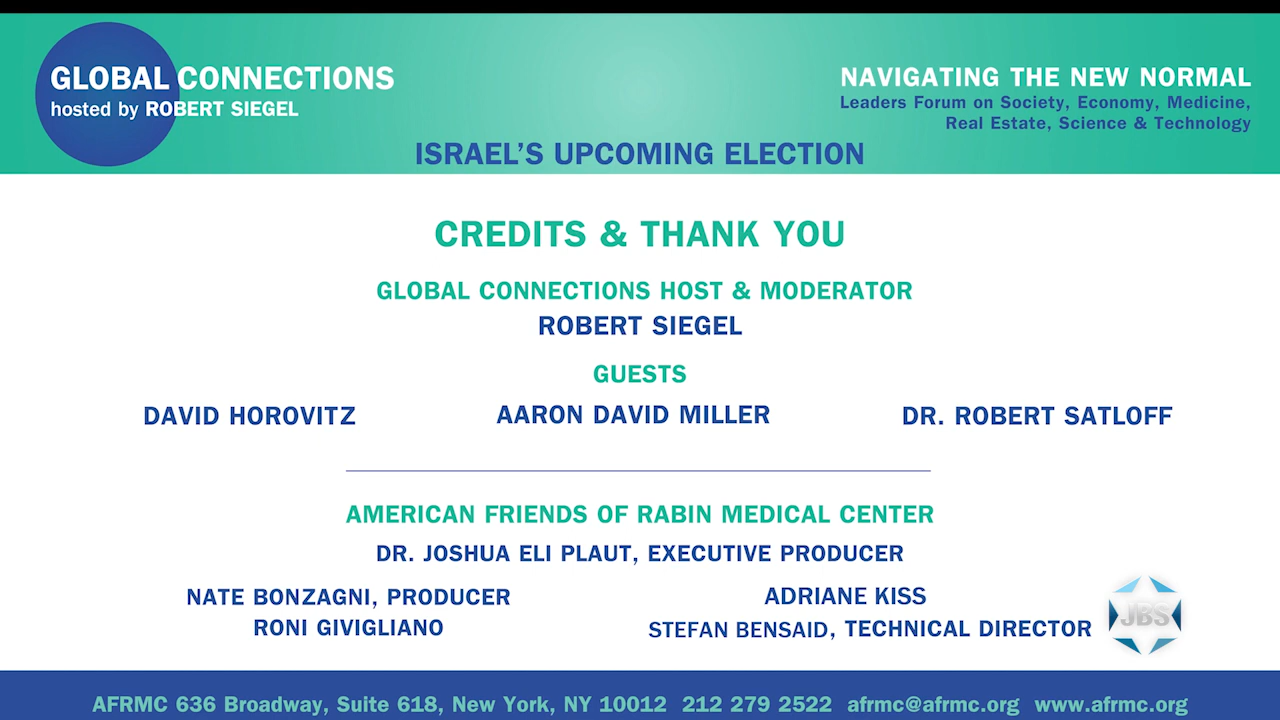 GLOBAL CONNECTIONS
hosted by ROBERT SIEGEL
NAVIGATING THE NEW NORMAL
Leaders Forum on Society, Economy, Medicine,
Real Estate, Science & Technology
ISRAEL'S UPCOMING ELECTION
CREDITS & THANK YOU
GLOBAL CONNECTIONS HOST & MODERATOR
ROBERT SIEGEL
GUESTS
DAVID HOROVITZ AARON DAVID MILLER DR. ROBERT SATLOFF
AMERICAN FRIENDS OF RABIN MEDICAL CENTER
DR. JOSHUA ELI PLAUT, EXECUTIVE PRODUCER
NATE BONZAGNI, PRODUCER ADRIANE KISS
RONI GIVIGLIANO STEFAN BENSAID, TECHNICAL DIRECTOR
JBS
AFRMC 636 Broadway, Suite 618, New York, NY 10012 212 279 2522 afrmc@afrmc.org www.afrmc.org